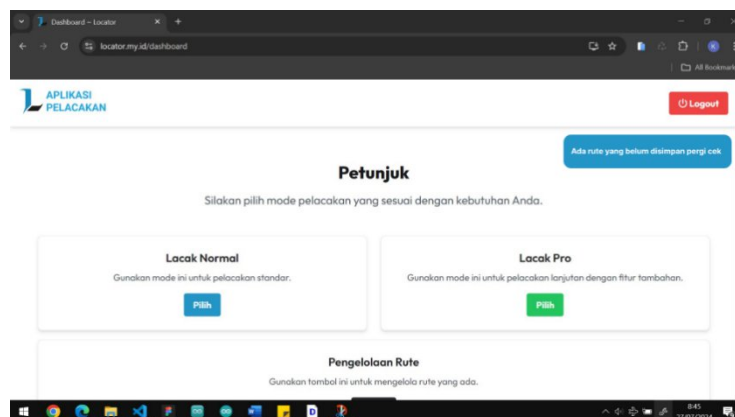 Dashboard – Locator
locator.my.id/dashboard
All Bookmark
APLIKASI
PELACAKAN
Logout
Ada rute yang belum disimpan pergi cek
Petunjuk
Silakan pilih mode pelacakan yang sesuai dengan kebutuhan Anda.
Lacak Normal
Gunakan mode ini untuk pelacakan standar.
Pilih
Lacak Pro
Gunakan mode ini untuk pelacakan lanjutan dengan fitur tambahan.
Pilih
Pengelolaan Rute
Gunakan tombol ini untuk mengelola rute yang ada.
8:45